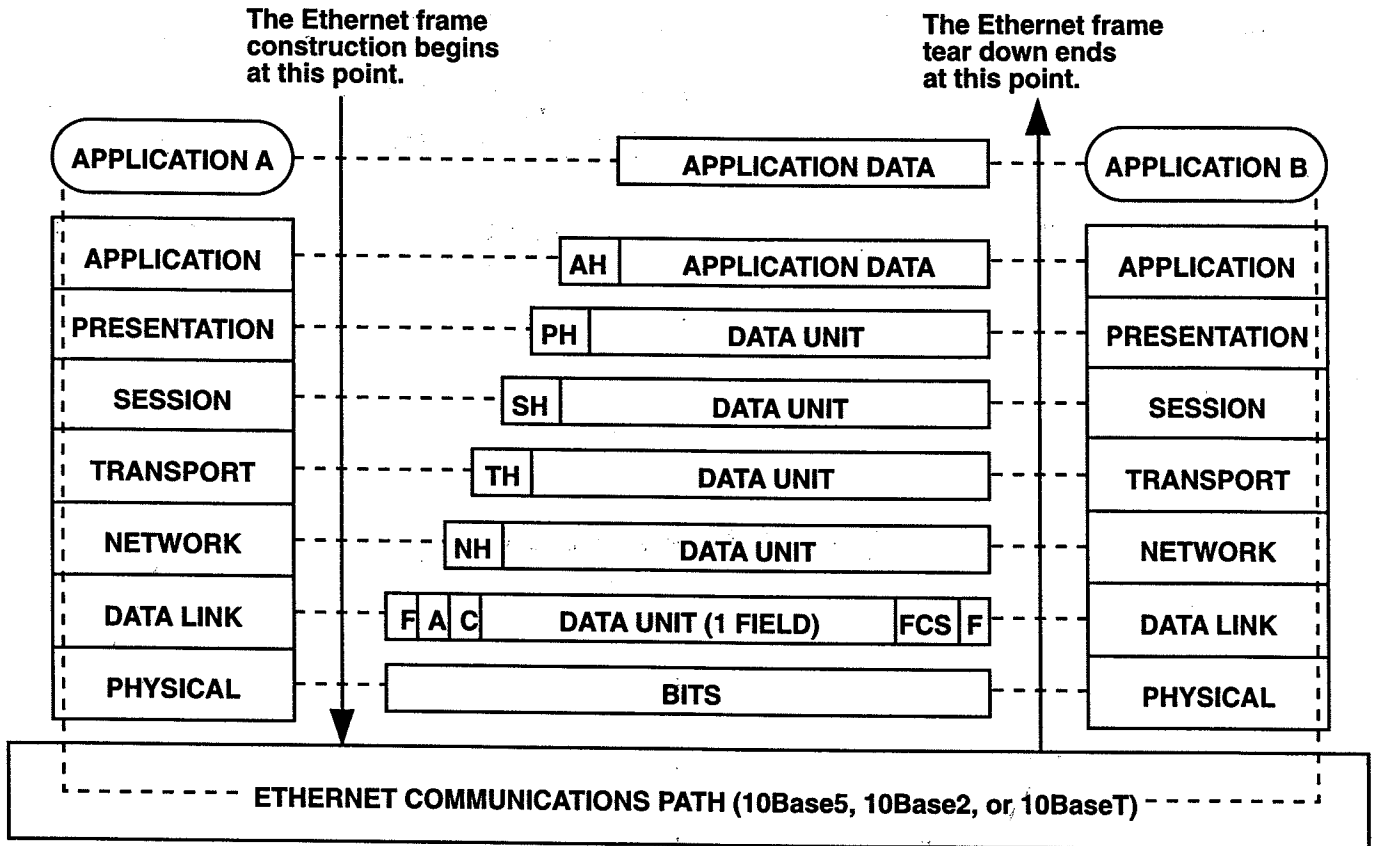 The Ethernet frame
construction begins
at this point.
The Ethernet frame
tear down ends
at this point.
APPLICATION A
APPLICATION DATA
APPLICATION B
APPLICATION
AH
APPLICATION DATA
APPLICATION
PRESENTATION
PH
DATA UNIT
PRESENTATION
SESSION
SH
DATA UNIT
SESSION
TRANSPORT
TH
DATA UNIT
TRANSPORT
NETWORK
NH
DATA UNIT
NETWORK
DATA LINK
F
A
C
DATA UNIT (1 FIELD)
FCS
F
DATA LINK
PHYSICAL
BITS
PHYSICAL
ETHERNET COMMUNICATIONS PATH (10Base5, 10Base2, or 10BaseT)